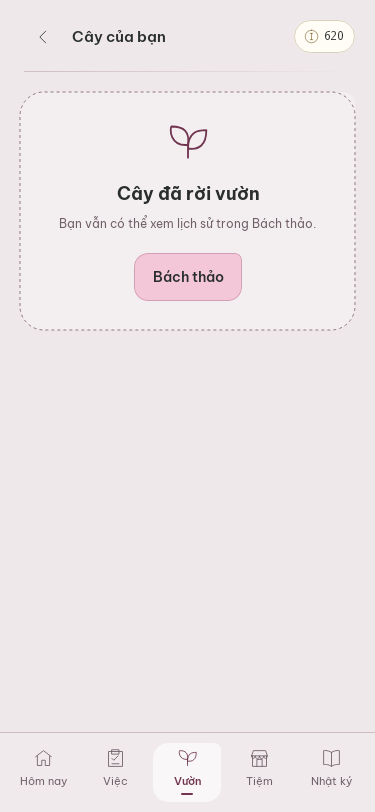 Cây của bạn
620
Cây đã rời vườn
Bạn vẫn có thể xem lịch sử trong Bách thảo.
Bách thảo
Hôm nay
Việc
Vườn
Tiệm
Nhật ký